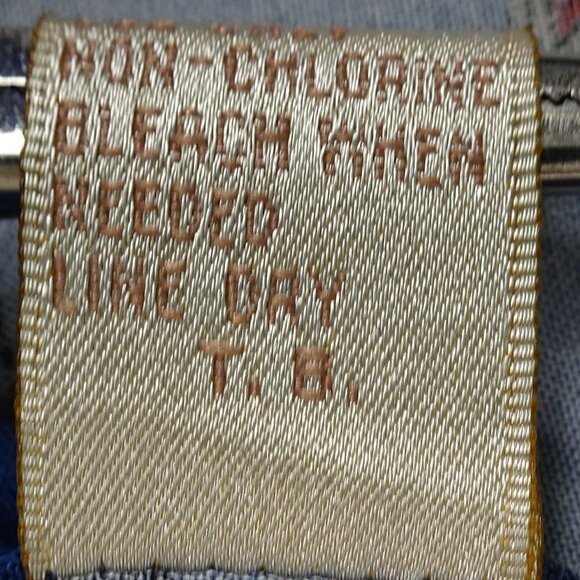 NON-CHLORINE
BLEACH WHEN
NEEDED
LINE DRY
T. B.